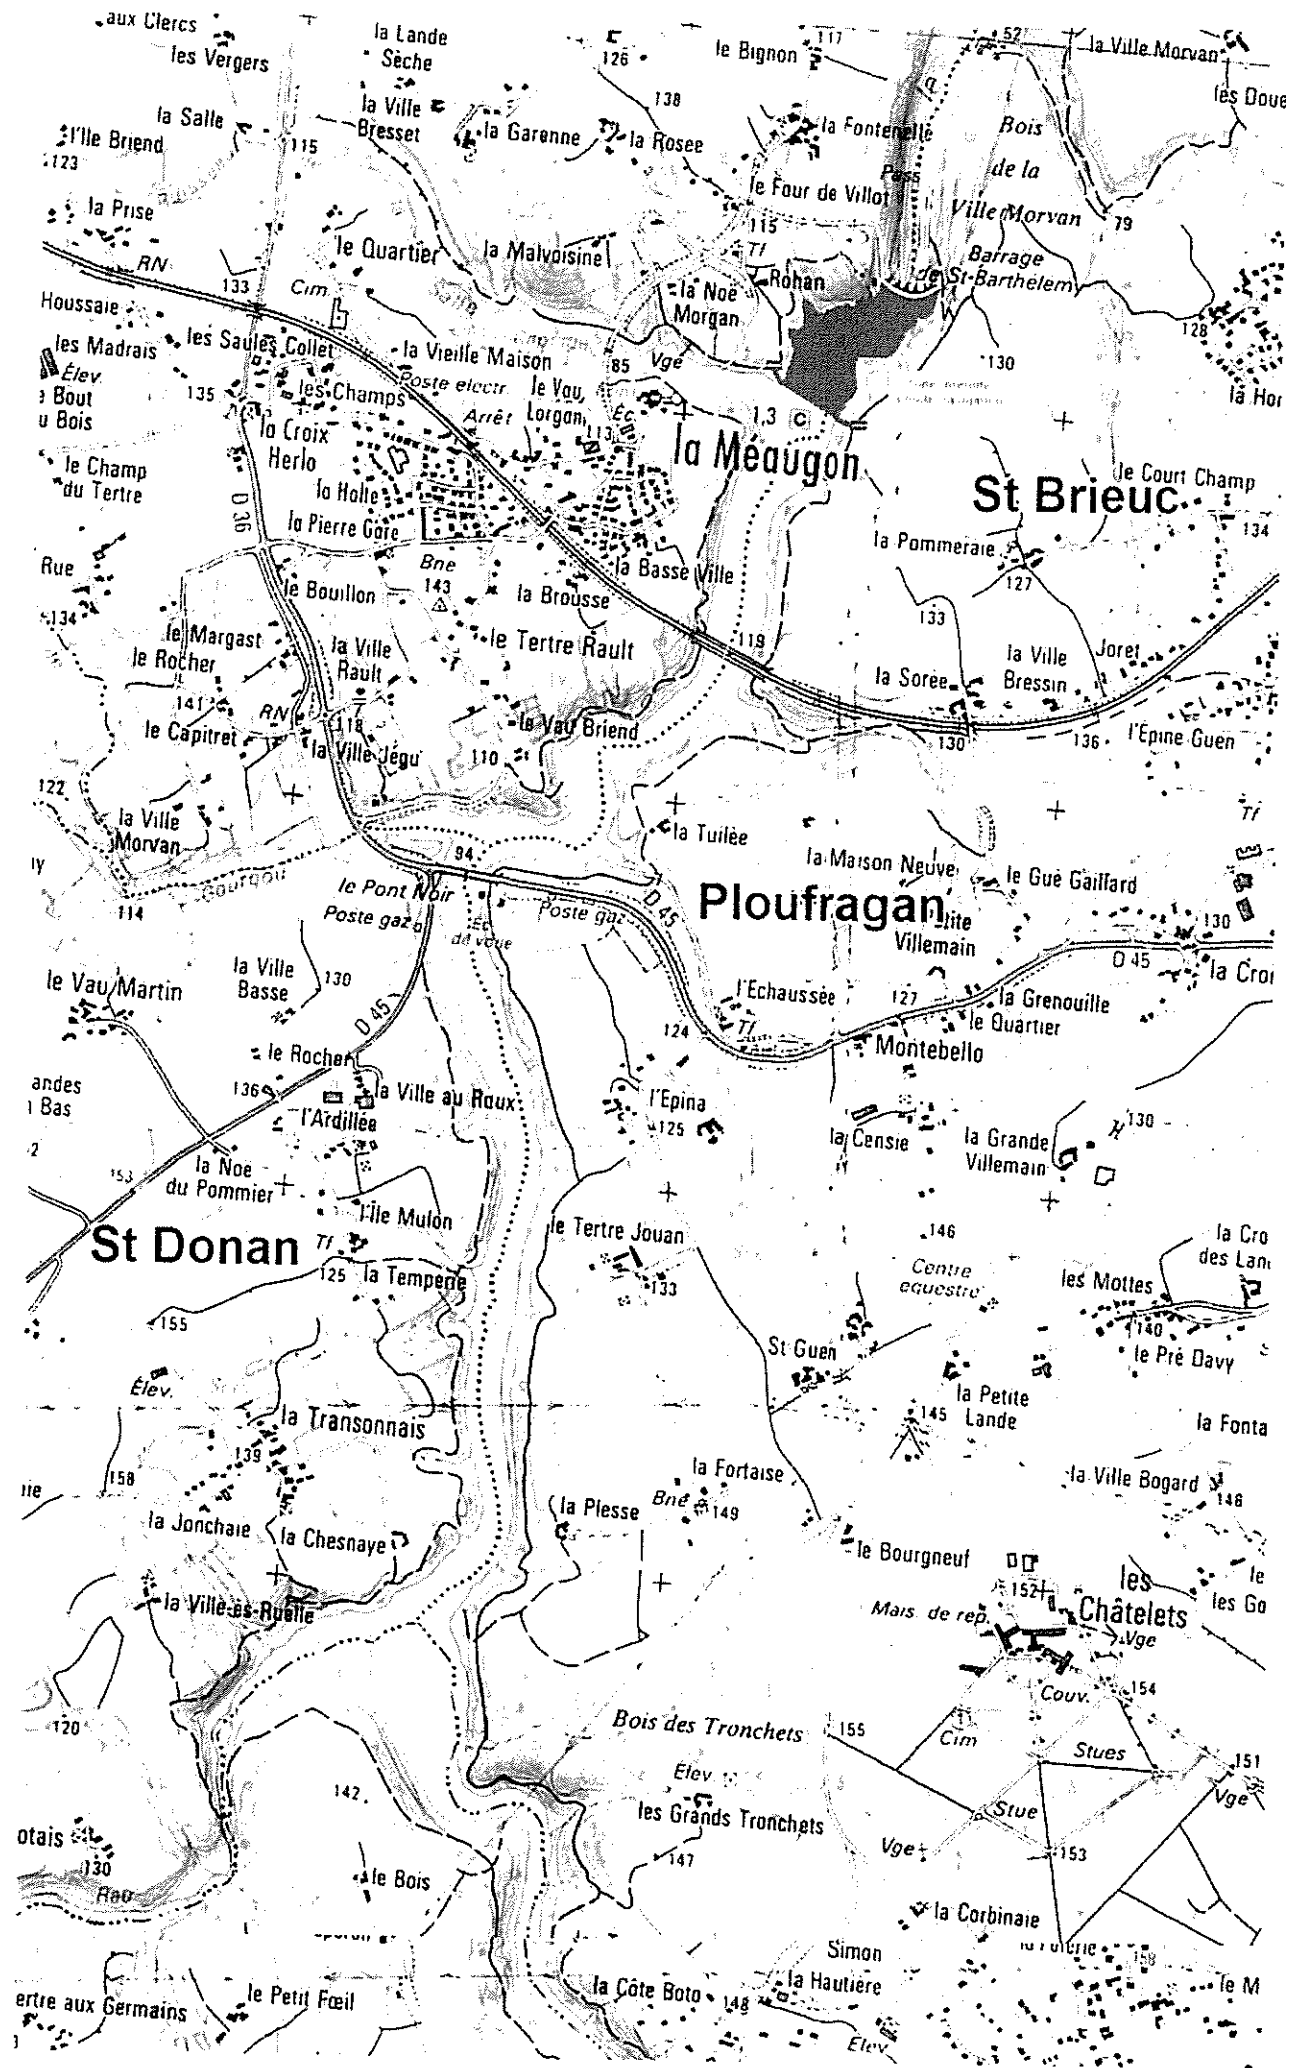 aux Clercs
les Vergers
la Lande
Sèche
126
le Bignon
117
52
la Ville Morvan
les Doue
la Salle
la Ville
Bresset
138
la Garenne
la Rosee
la Fontenelle
Bois
de la
Ville Morvan
l'Ile Briend
123
115
Pass
le Four de Villot
115
79
la Prise
RN
le Quartier
la Malvoisine
Tf
Rohan
Barrage
de St-Barthélemy
133
Cim
la Noë
Morgan
128
Houssaie
les Madrais
les Saules
Collet
la Vieille Maison
85
Vge
130
Élev.
Bout
u Bois
135
les Champs
Poste electr.
le Vau
Lorgan
Arrêt
Éc.
113
1,3
C
la Hor
la Croix
Herlo
la Méaugon
le Champ
du Tertre
la Holle
St Brieuc
le Court Champ
D 36
la Pierre Gare
la Pommeraie
134
Rue
Bne
143
la Basse Ville
127
le Bouillon
la Brousse
133
134
le Margast
le Rocher
la Ville
Rault
le Tertre Rault
119
la Sorée
la Ville
Bressin
Joret
141
RN
118
le Capitret
la Ville Jégu
le Vau Briend
110
130
136
l'Epine Guen
122
la Ville
Morvan
la Tuilée
Tf
Gourgou
94
la Maison Neuve
le Gué Gaillard
114
le Pont Noir
Poste gaz
Poste gaz
D 45
Ploufragan
Villemain
130
le Vau Martin
la Ville
Basse
130
D 45
la Croi
D 45
l'Echaussée
127
la Grenouille
le Quartier
124
Tf
Montebello
le Rocher
andes
Bas
136
la Ville au Roux
l'Epina
125
l'Ardillée
la Censie
la Grande
Villemain
130
153
la Noë
du Pommier
l'Ile Mulon
St Donan
Tf
125
la Temperie
le Tertre Jouan
133
146
Centre
equestre
la Cro
des Lan
les Mottes
155
140
le Pré Davy
Élev.
St Guen
la Petite
Lande
la Transonnais
139
145
la Fonta
158
la Fortaise
la Ville Bogard
146
la Jonchaie
la Chesnaye
la Plesse
Bne
149
le Bourgneuf
152
les
Châtelets
le
les Go
la Ville-es-Ruelle
Mais. de rep.
Vge
Couv.
154
120
Bois des Tronchets
155
Cim
Stues
151
Vge
Elev
142
Stue
les Grands Tronchets
otais
130
Vge
153
147
le Bois
Rau
la Corbinaie
Simon
la Hautière
158
le M
ertre aux Germains
le Petit Fœil
la Côte Boto
148
Elev